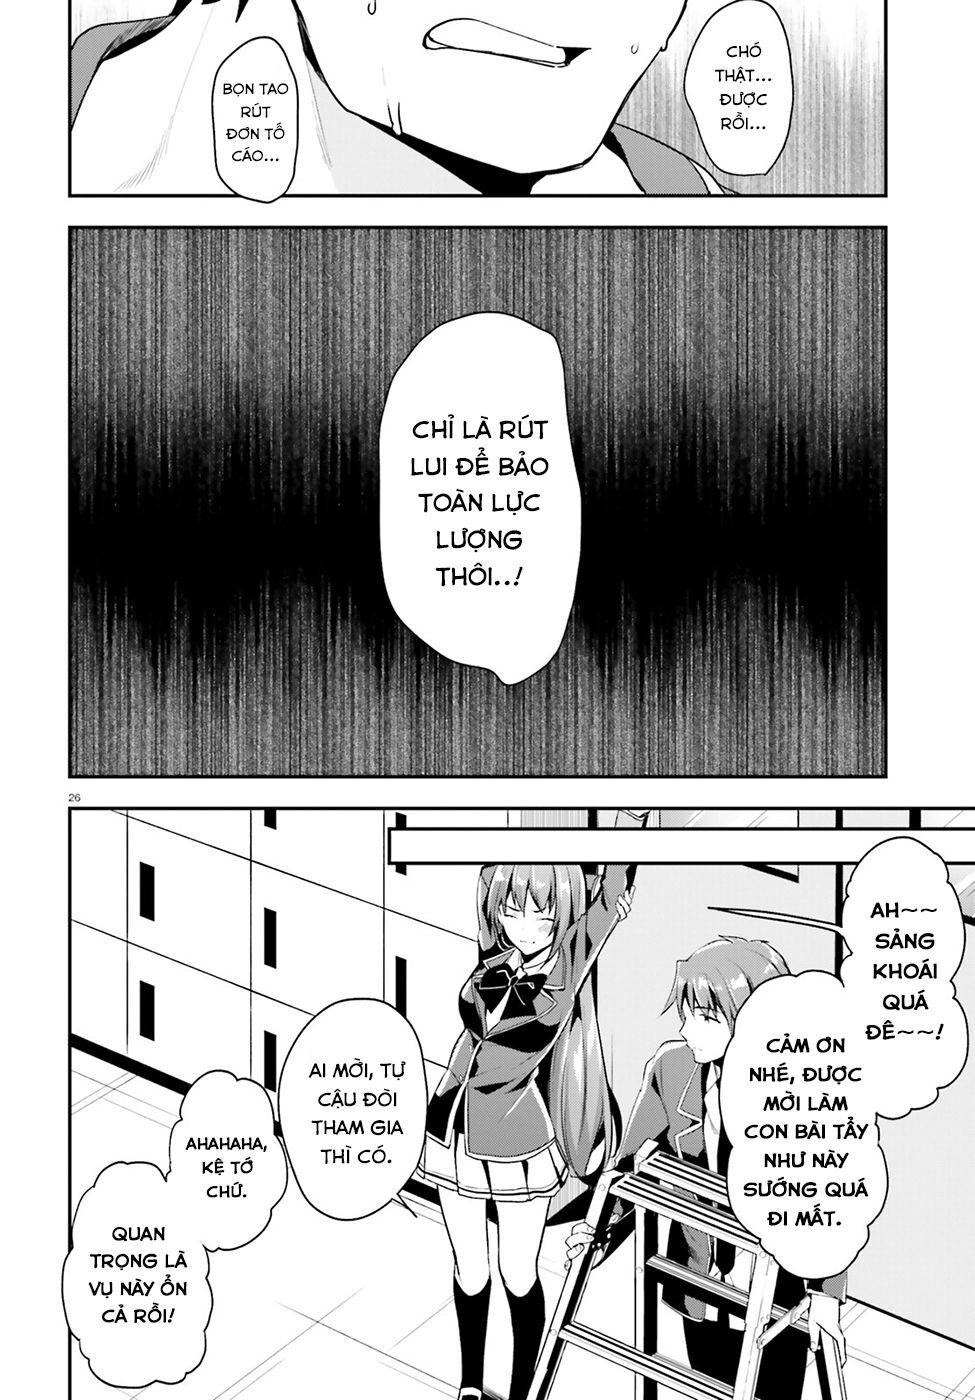 CHÓ
THẬT...
ĐƯỢC
RỒI...
BỌN TAO
RÚT
ĐƠN TỐ
CÁO...
CHỈ LÀ RÚT
LUI ĐỂ BẢO
TOÀN LỰC
LƯỢNG
THÔI...!
26
AH~~
SẢNG
KHOÁI
QUÁ
ĐÊ~~!
CẢM ƠN
NHÉ, ĐƯỢC
MỜI LÀM
CON BÀI TẨY
NHƯ NÀY
SƯỚNG QUÁ
ĐI MẤT.
AI MỜI, TỰ
CẬU ĐÒI
THAM GIA
THÌ CÓ.
AHAHAHA,
KỆ TỚ
CHỨ.
QUAN
TRỌNG LÀ
VỤ NÀY ỔN
CẢ RỒI!